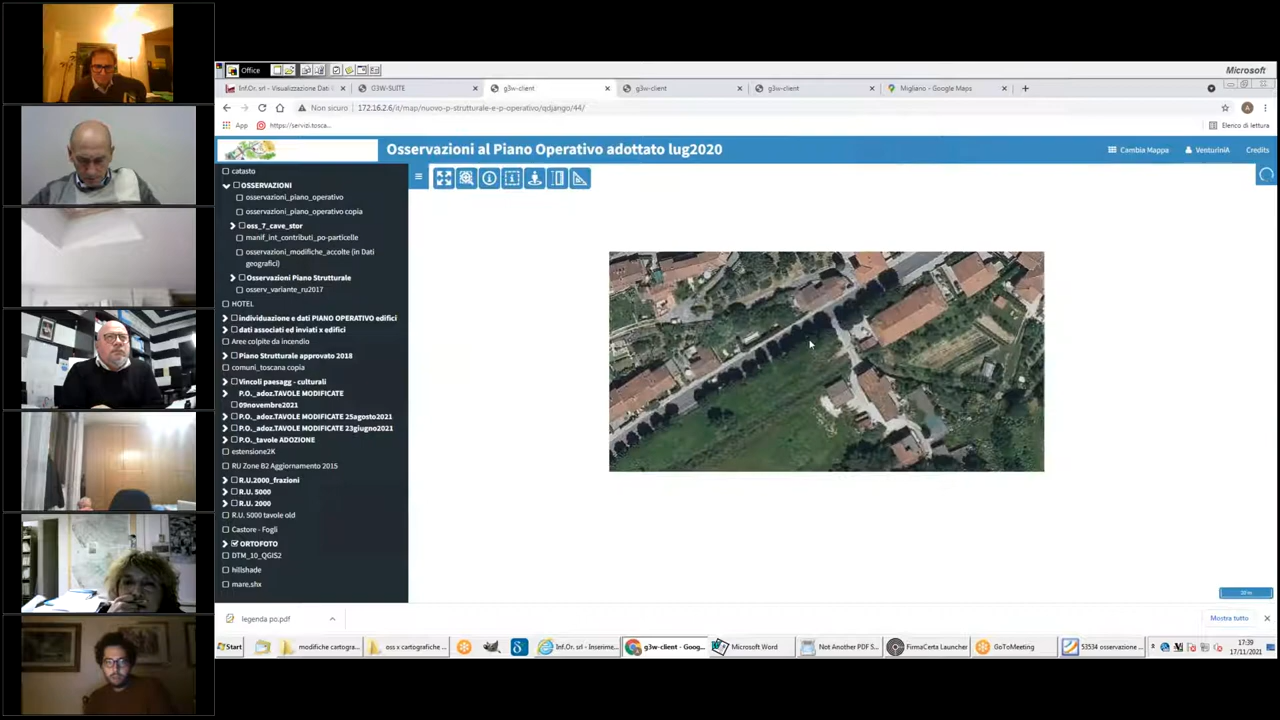 Office
Microsoft
Inf.Or. srl - Visualizzazione Dati
G3W-SUITE
g3w-client
g3w-client
g3w-client
Migliano - Google Maps
Non sicuro
172.16.2.6/it/map/nuovo-p-strutturale-e-p-operativo/qdjango/44/
App
https://servizi.tosca...
Elenco di lettura
Osservazioni al Piano Operativo adottato lug2020
Cambia Mappa
VenturiniA
Credits
catasto
OSSERVAZIONI
osservazioni_piano_operativo
osservazioni_piano_operativo copia
oss_7_cave_stor
manif_int_contributi_po-particelle
osservazioni_modifiche_accolte (in Dati
geografici)
Osservazioni Piano Strutturale
osserv_variante_ru2017
HOTEL
individuazione e dati PIANO OPERATIVO edifici
dati associati ed inviati x edifici
Aree colpite da incendio
Piano Strutturale approvato 2018
comuni_toscana copia
Vincoli paesagg - culturali
P.O._adoz.TAVOLE MODIFICATE
09novembre2021
P.O._adoz.TAVOLE MODIFICATE 25agosto2021
P.O._adoz.TAVOLE MODIFICATE 23giugno2021
P.O._tavole ADOZIONE
estensione2K
RU Zone B2 Aggiornamento 2015
R.U.2000_frazioni
R.U. 5000
R.U. 2000
R.U. 5000 tavole old
Castore - Fogli
ORTOFOTO
DTM_10_QGIS2
hillshade
mare.shx
20 m
legenda po.pdf
Mostra tutto
Start
modifiche cartogra...
oss x cartografiche ...
Inf.Or. srl - Inserime...
g3w-client - Goog...
Microsoft Word
Not Another PDF S...
FirmaCerta Launcher
GoToMeeting
53534 osservazione ...
17:39
17/11/2021